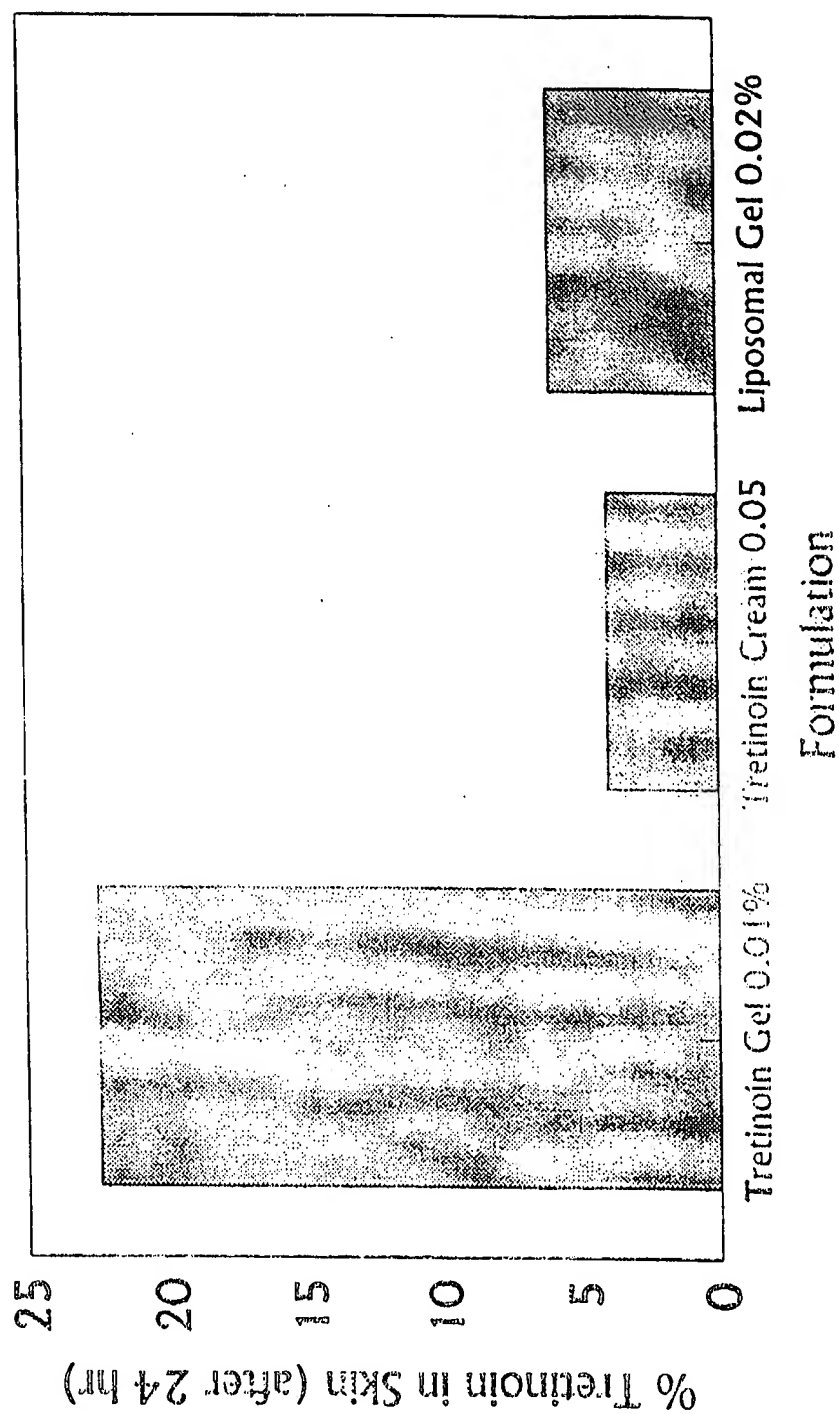 % Tretinoin in Skin (after 24 hr)
25
20
15
10
5
0
Tretinoin Gel 0.01%
Tretinoin Cream 0.05
Liposomal Gel 0.02%
Formulation